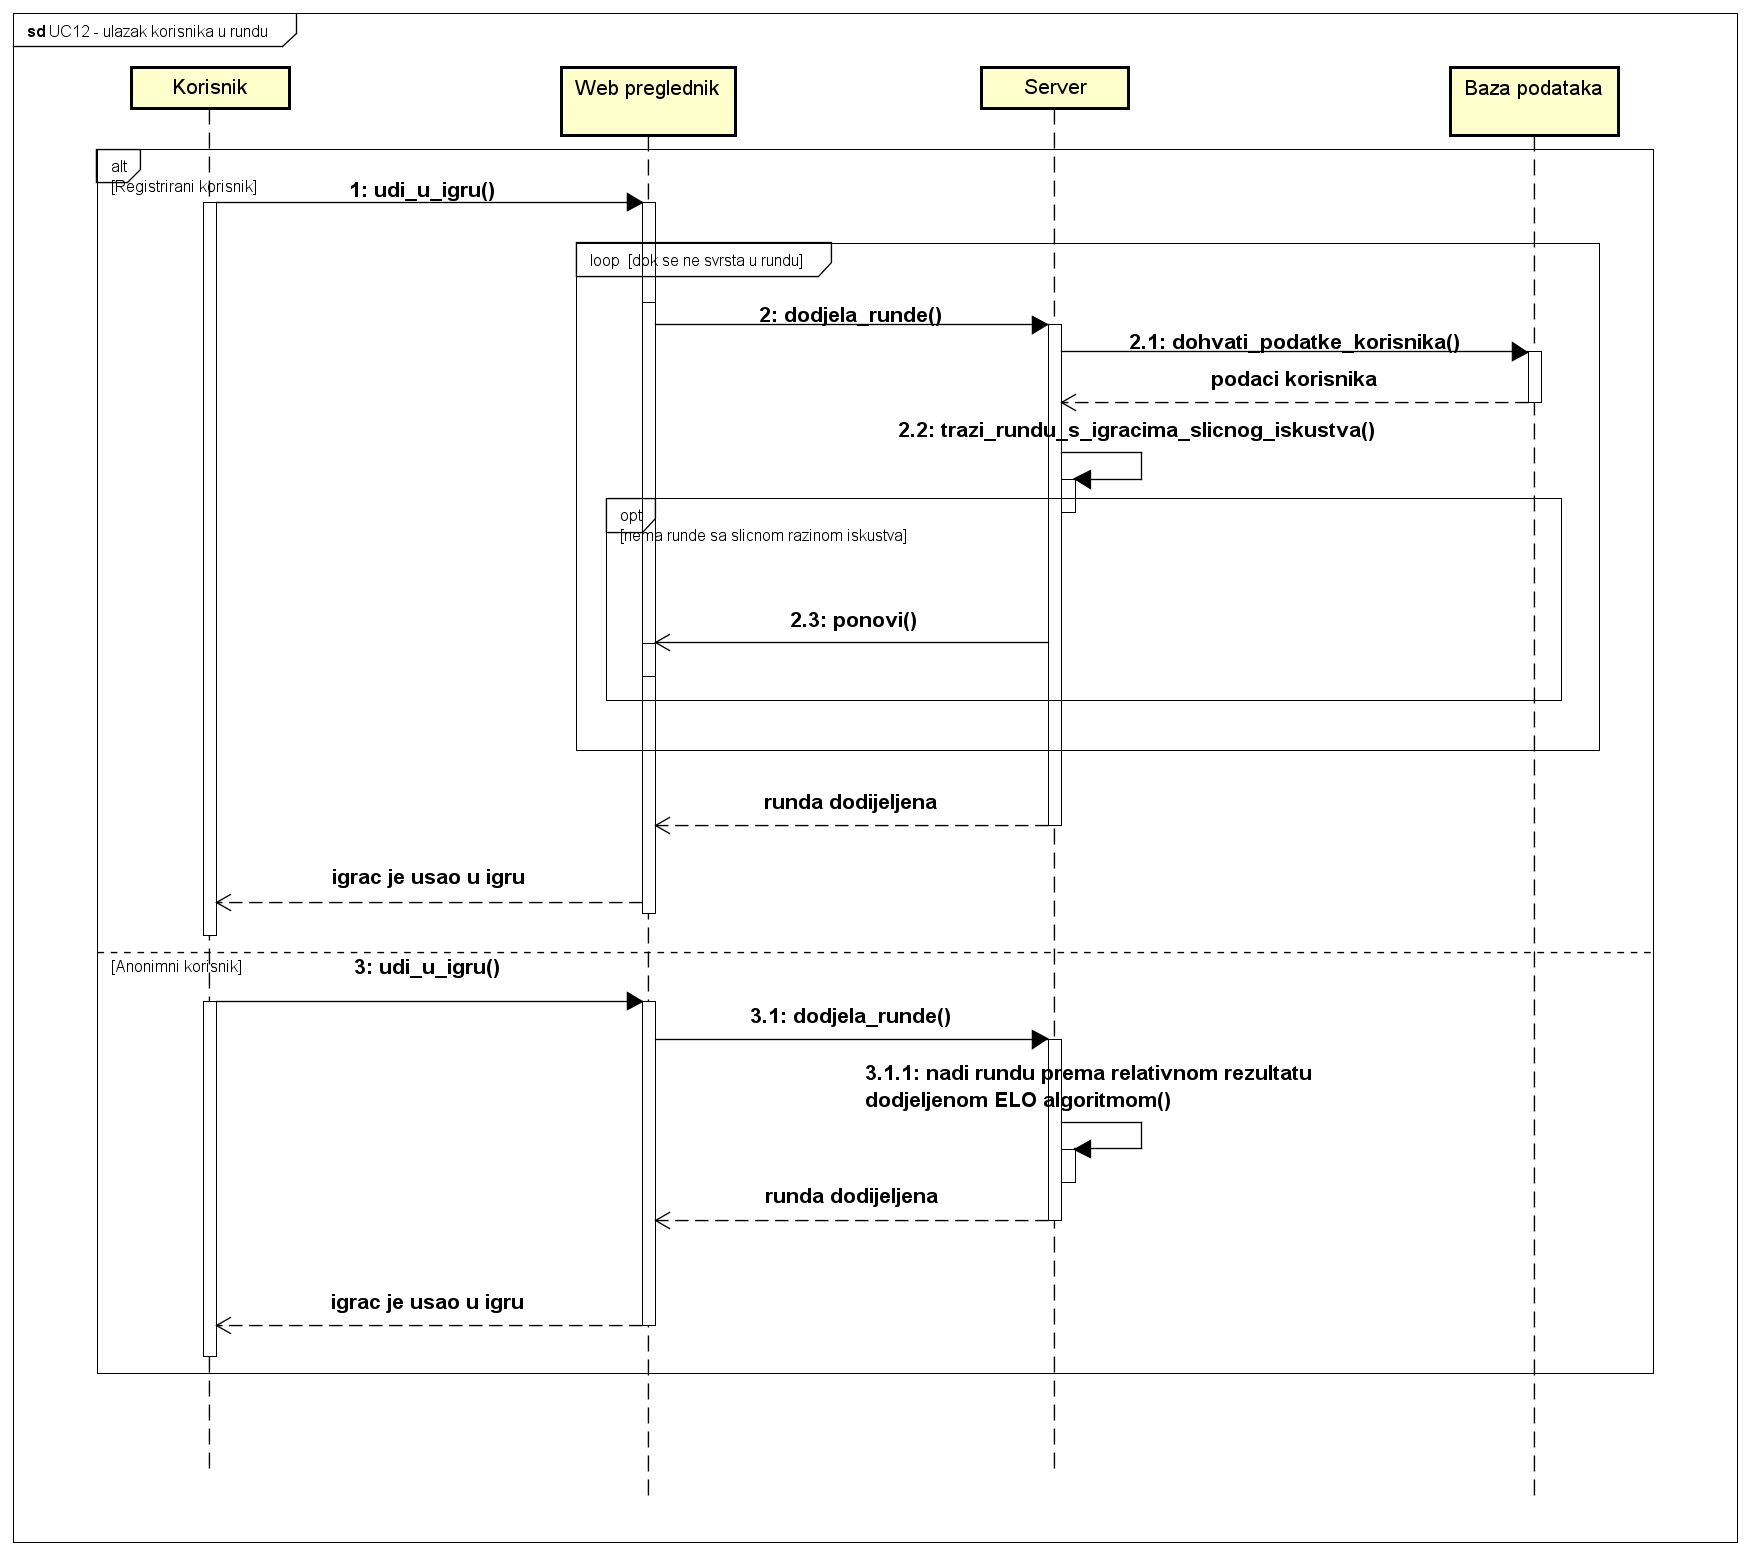 sd UC12 - ulazak korisnika u rundu
Korisnik
Web preglednik
Server
Baza podataka
alt
[Registrirani korisnik]
1: udi_u_igru()
loop [dok se ne svrsta u rundu]
2: dodjela_runde()
2.1: dohvati_podatke_korisnika()
podaci korisnika
2.2: trazi_rundu_s_igracima_slicnog_iskustva()
opt
[nema runde sa slicnom razinom iskustva]
2.3: ponovi()
runda dodijeljena
igrac je usao u igru
[Anonimni korisnik]
3: udi_u_igru()
3.1: dodjela_runde()
3.1.1: nadi rundu prema relativnom rezultatu
dodjeljenom ELO algoritmom()
runda dodijeljena
igrac je usao u igru